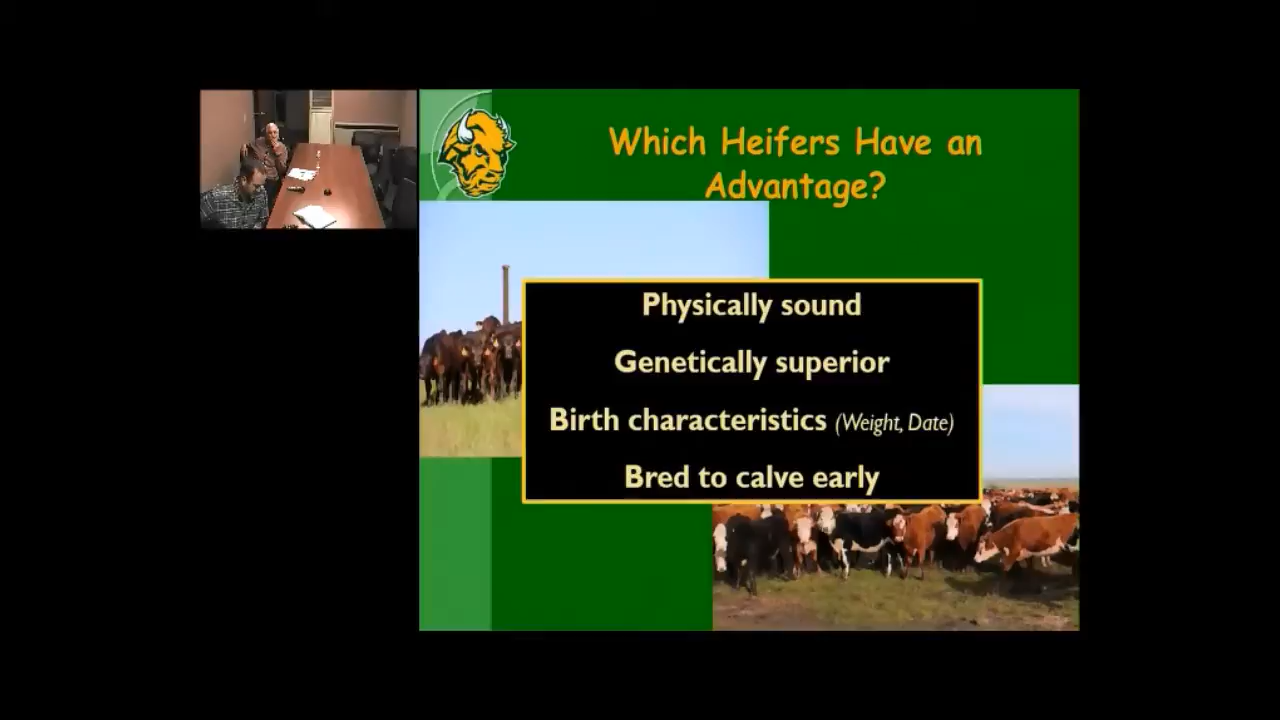 Which Heifers Have an
Advantage?
Physically sound
Genetically superior
Birth characteristics (Weight, Date)
Bred to calve early